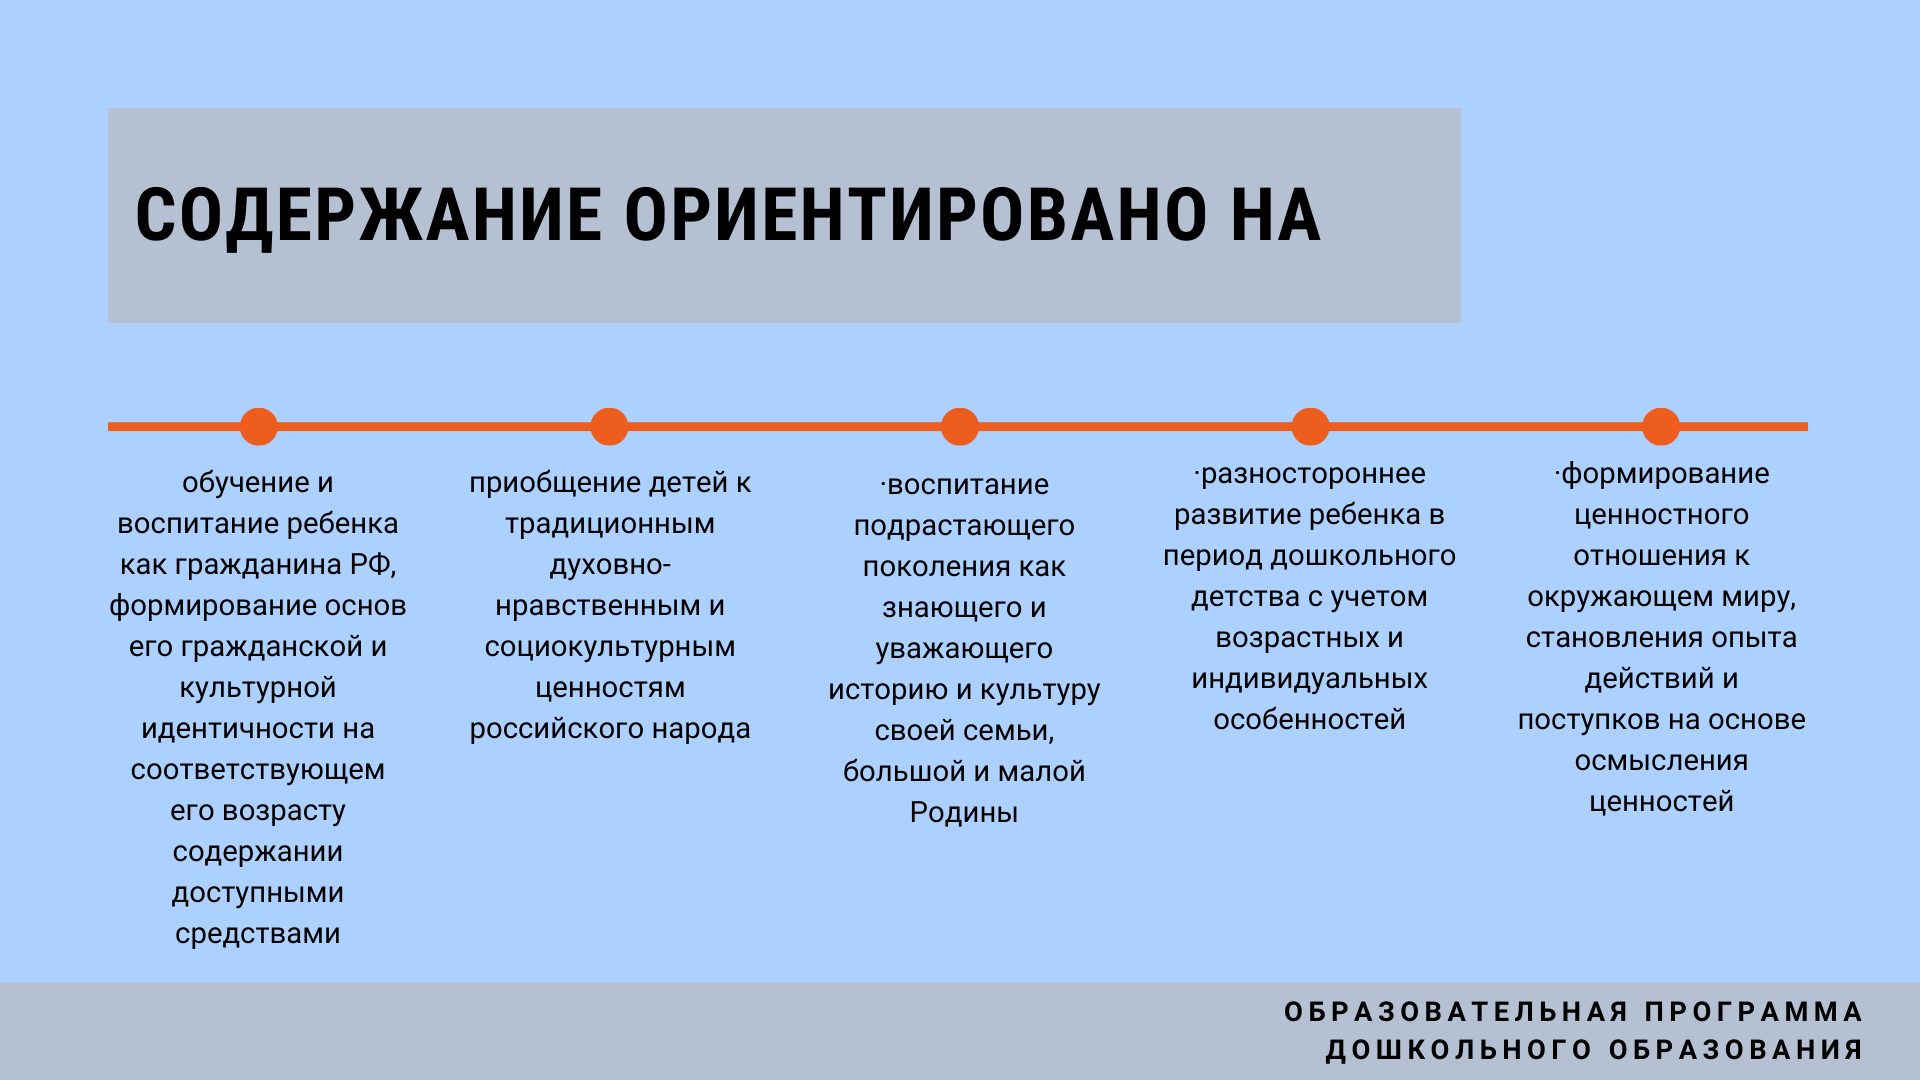 СОДЕРЖАНИЕ ОРИЕНТИРОВАНО НА
обучение и
воспитание ребенка
как гражданина РФ,
формирование основ
его гражданской и
культурной
идентичности на
соответствующем
его возрасту
содержании
доступными
средствами
приобщение детей к
традиционным
духовно-
нравственным и
социокультурным
ценностям
российского народа
·воспитание
подрастающего
поколения как
знающего и
уважающего
историю и культуру
своей семьи,
большой и малой
Родины
·разностороннее
развитие ребенка в
период дошкольного
детства с учетом
возрастных и
индивидуальных
особенностей
·формирование
ценностного
отношения к
окружающем миру,
становления опыта
действий и
поступков на основе
осмысления
ценностей
ОБРАЗОВАТЕЛЬНАЯ ПРОГРАММА
ДОШКОЛЬНОГО ОБРАЗОВАНИЯ